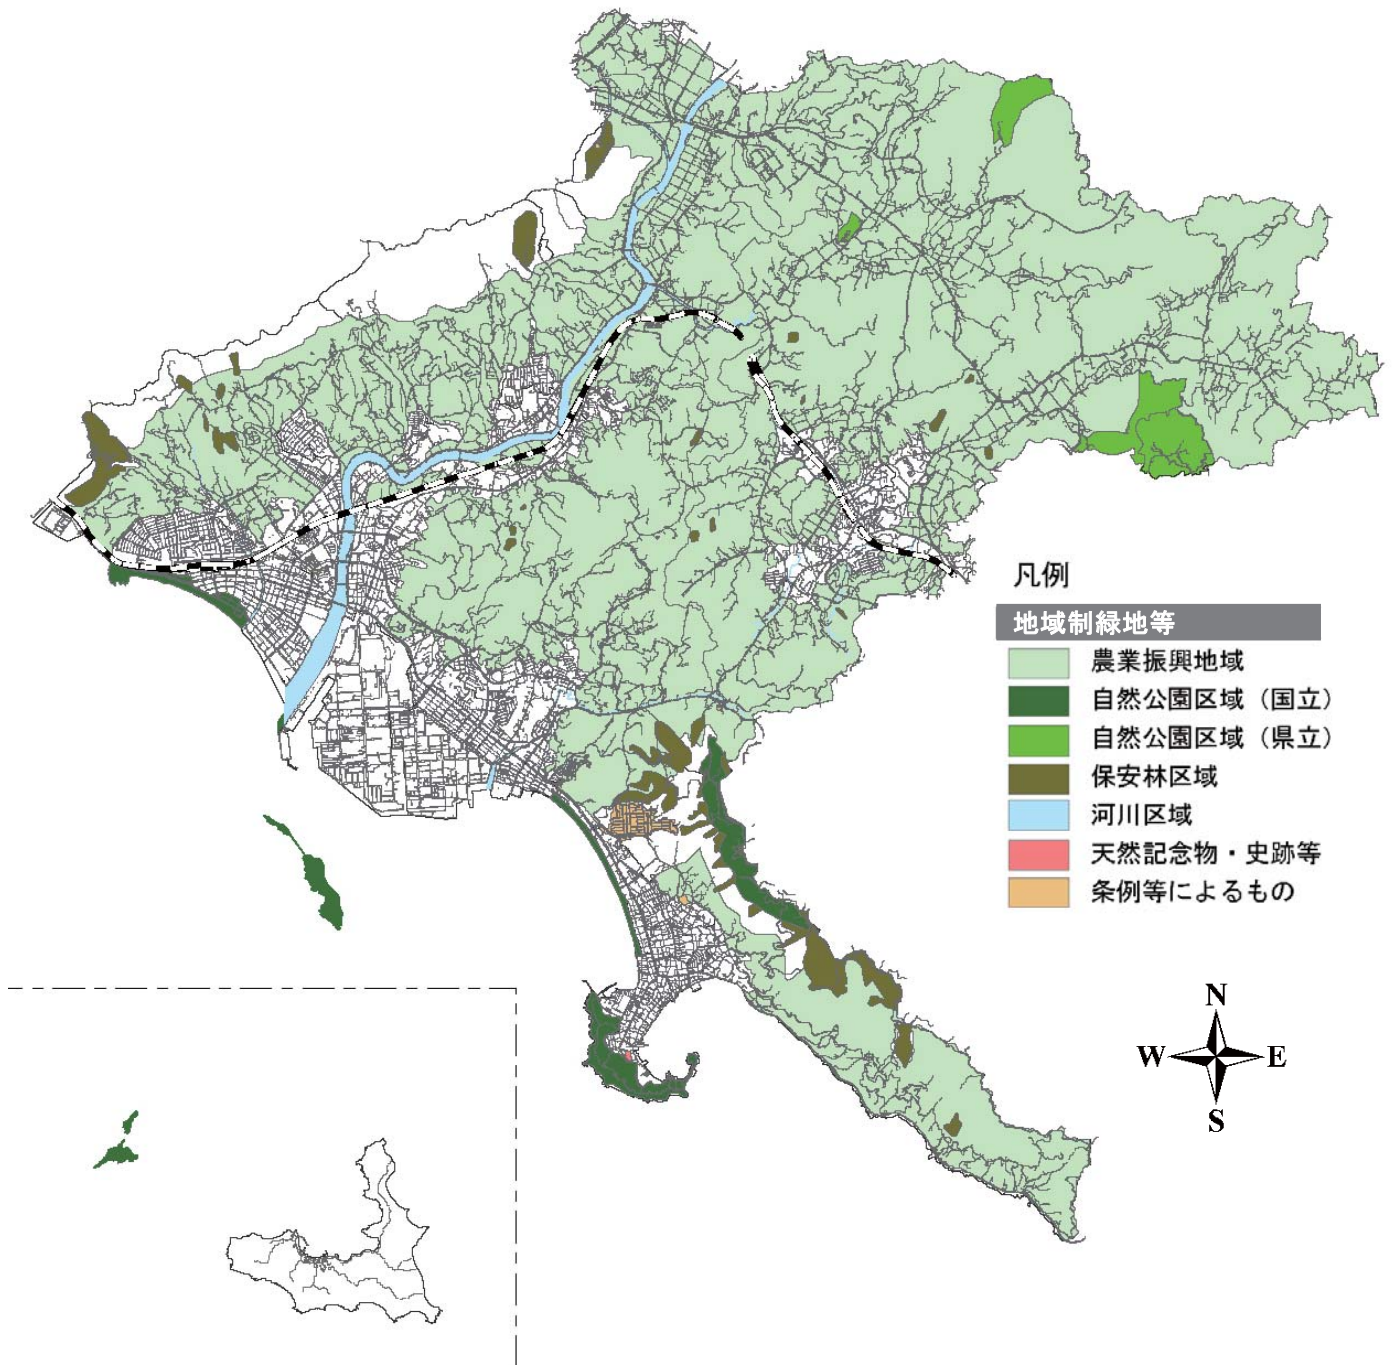 凡例
地域制緑地等
農業振興地域
自然公園区域（国立）
自然公園区域（県立）
保安林区域
河川区域
天然記念物・史跡等
条例等によるもの
N
W E
S